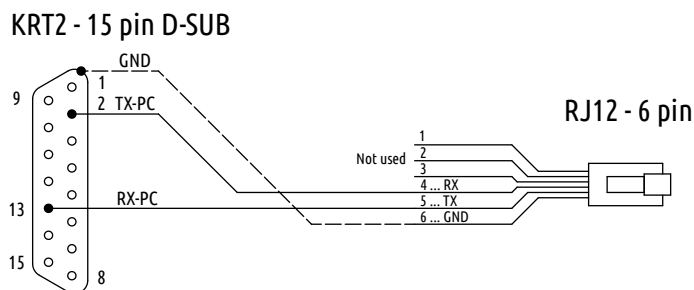 KRT2 - 15 pin D-SUB
GND
1
9
2 TX-PC
RJ12 - 6 pin
1
Not used
2
3
4 ... RX
RX-PC
5 ... TX
13
6 ... GND
15
8